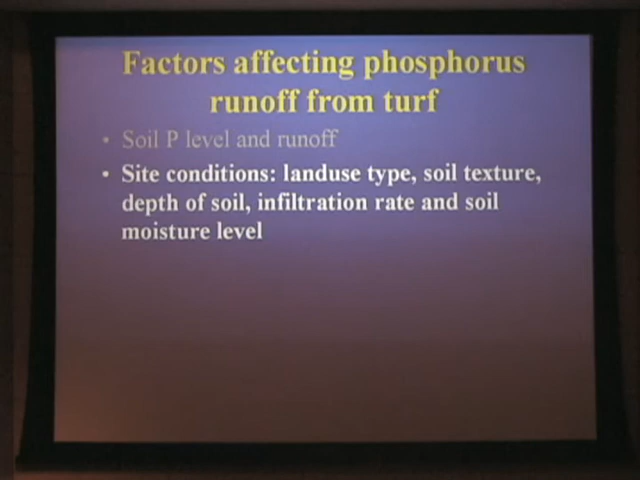 Factors affecting phosphorus
runoff from turf
• Soil P level and runoff
• Site conditions: landuse type, soil texture,
depth of soil, infiltration rate and soil
moisture level